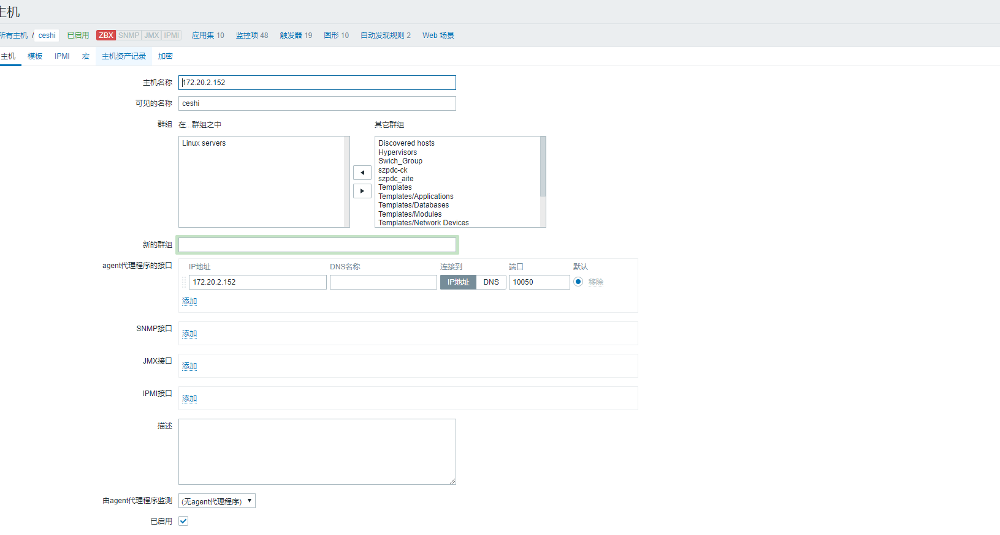 主机
所有主机 / ceshi 已启用 ZBX SNMP JMX IPMI 应用集 10 监控项 48 触发器 19 图形 10 自动发现规则 2 Web 场景
主机 模板 IPMI 宏 主机资产记录 加密
主机名称 172.20.2.152
可见的名称 ceshi
群组 在...群组之中 其它群组
Linux servers
Discovered hosts
Hypervisors
Swich_Group
szpdc-ck
szpdc_aite
Templates
Templates/Applications
Templates/Databases
Templates/Modules
Templates/Network Devices
新的群组
agent代理程序的接口 IP地址 DNS名称 连接到 端口 默认
172.20.2.152 IP地址 DNS 10050 移除
添加
SNMP接口 添加
JMX接口 添加
IPMI接口 添加
描述
由agent代理程序监测 (无agent代理程序)
已启用